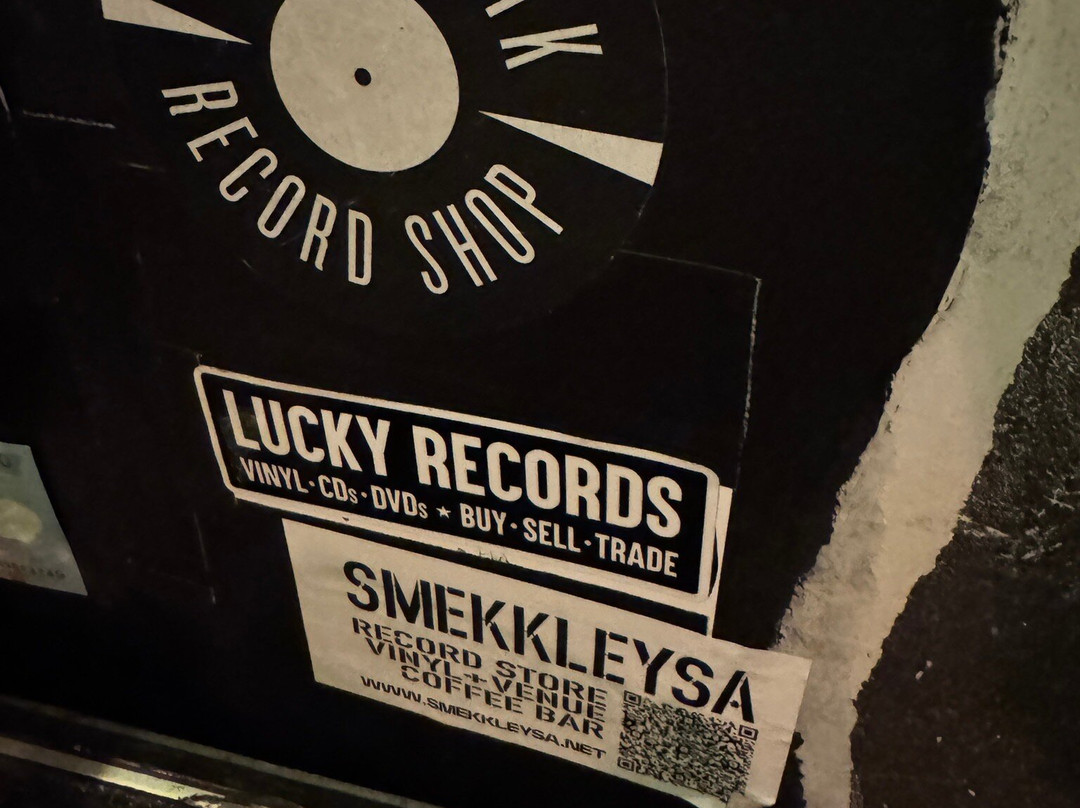 RECORD SHOP
LUCKY RECORDS
VINYL·CDs·DVDs ★ BUY·SELL·TRADE
SMEKKLEYSA
RECORD STORE
VINYL+VENUE
COFFEE BAR
WWW.SMEKKLEYSA.NET